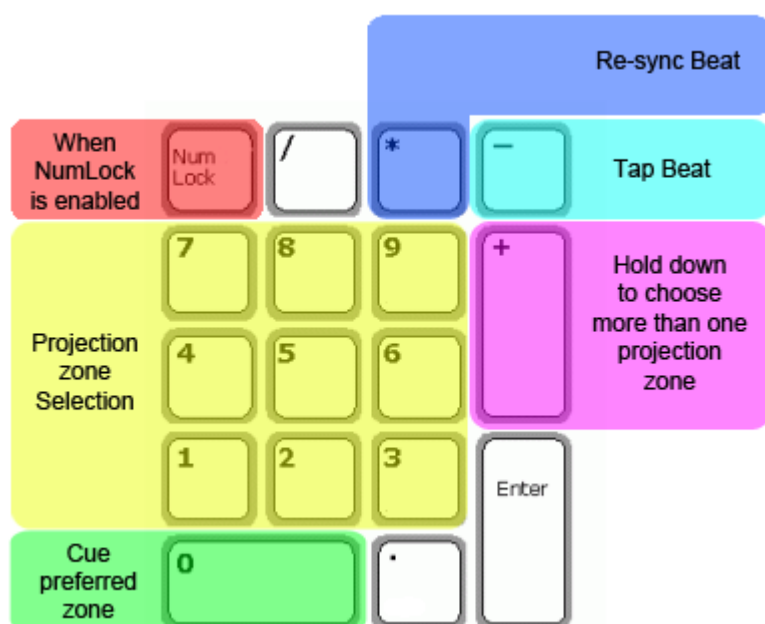 Re-sync Beat
When
NumLock
is enabled
Num
Lock
/
*
−
Tap Beat
7
8
9
+
Hold down
to choose
more than one
projection
zone
Projection
zone
Selection
4
5
6
1
2
3
Enter
Cue
preferred
zone
0
.